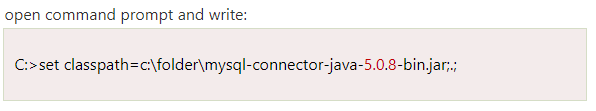 open command prompt and write:
C:>set classpath=c:\folder\mysql-connector-java-5.0.8-bin.jar;.;